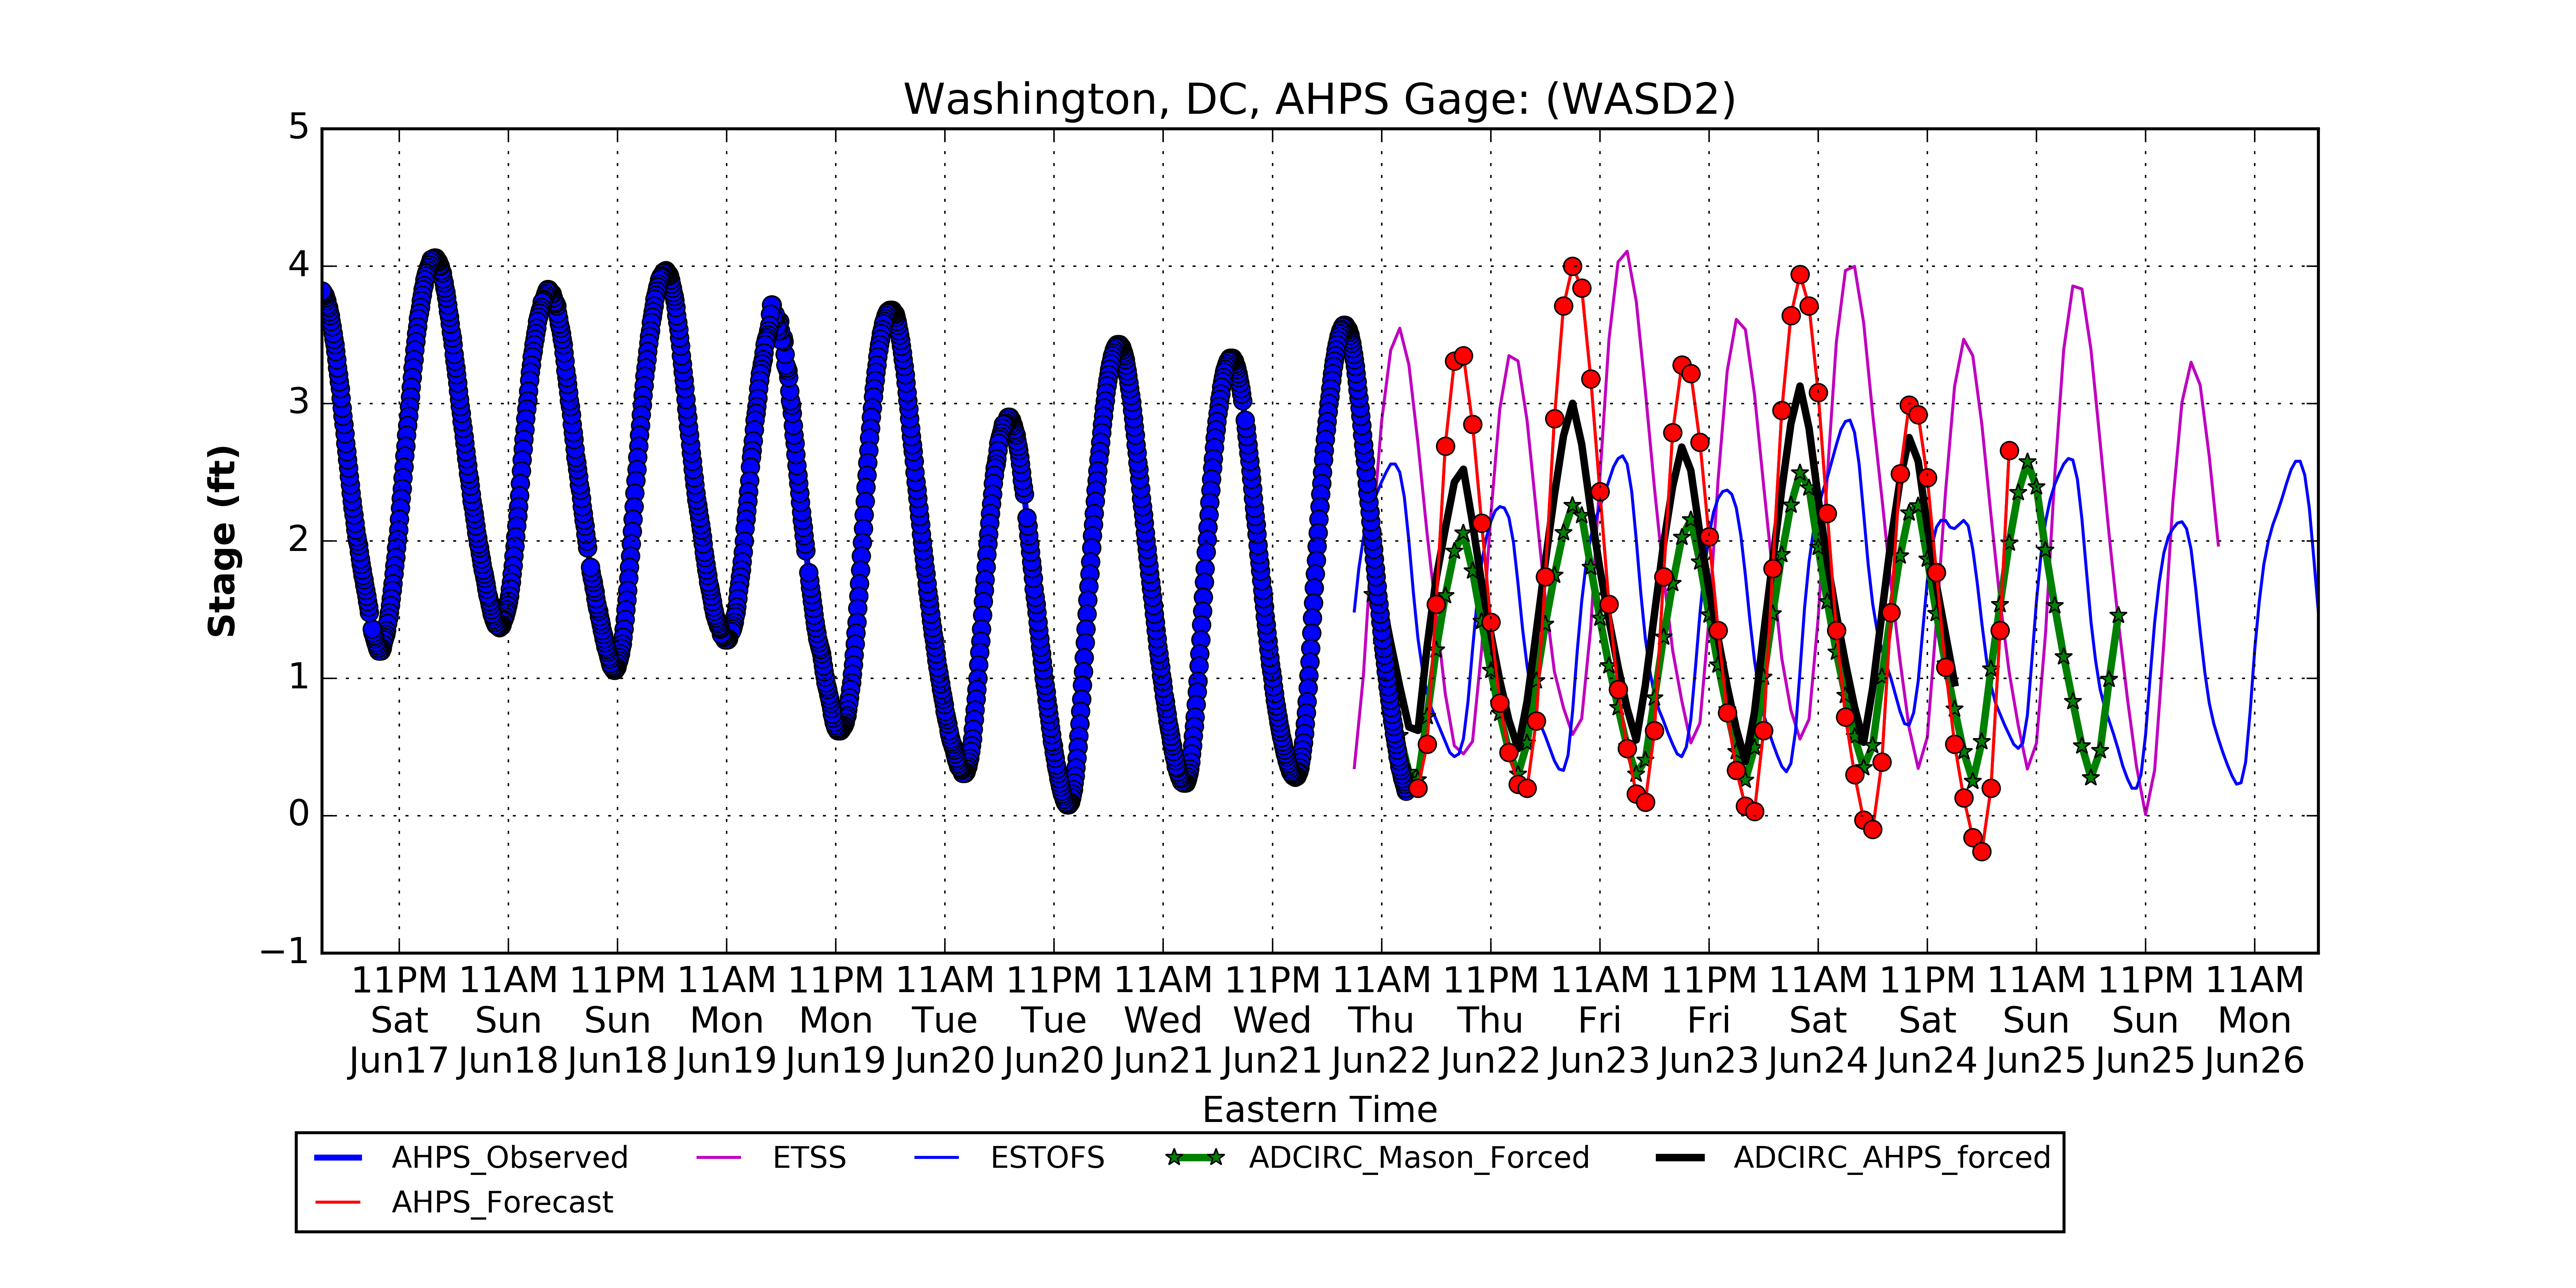 Washington, DC, AHPS Gage: (WASD2)
5
4
3
2
1
0
−1
Stage (ft)
11PM 11AM 11PM 11AM 11PM 11AM 11PM 11AM 11PM 11AM 11PM 11AM 11PM 11AM 11PM 11AM 11PM 11AM
Sat Sun Sun Mon Mon Tue Tue Wed Wed Thu Thu Fri Fri Sat Sat Sun Sun Mon
Jun17 Jun18 Jun18 Jun19 Jun19 Jun20 Jun20 Jun21 Jun21 Jun22 Jun22 Jun23 Jun23 Jun24 Jun24 Jun25 Jun25 Jun26
Eastern Time
AHPS_Observed ETSS ESTOFS ADCIRC_Mason_Forced ADCIRC_AHPS_forced
AHPS_Forecast